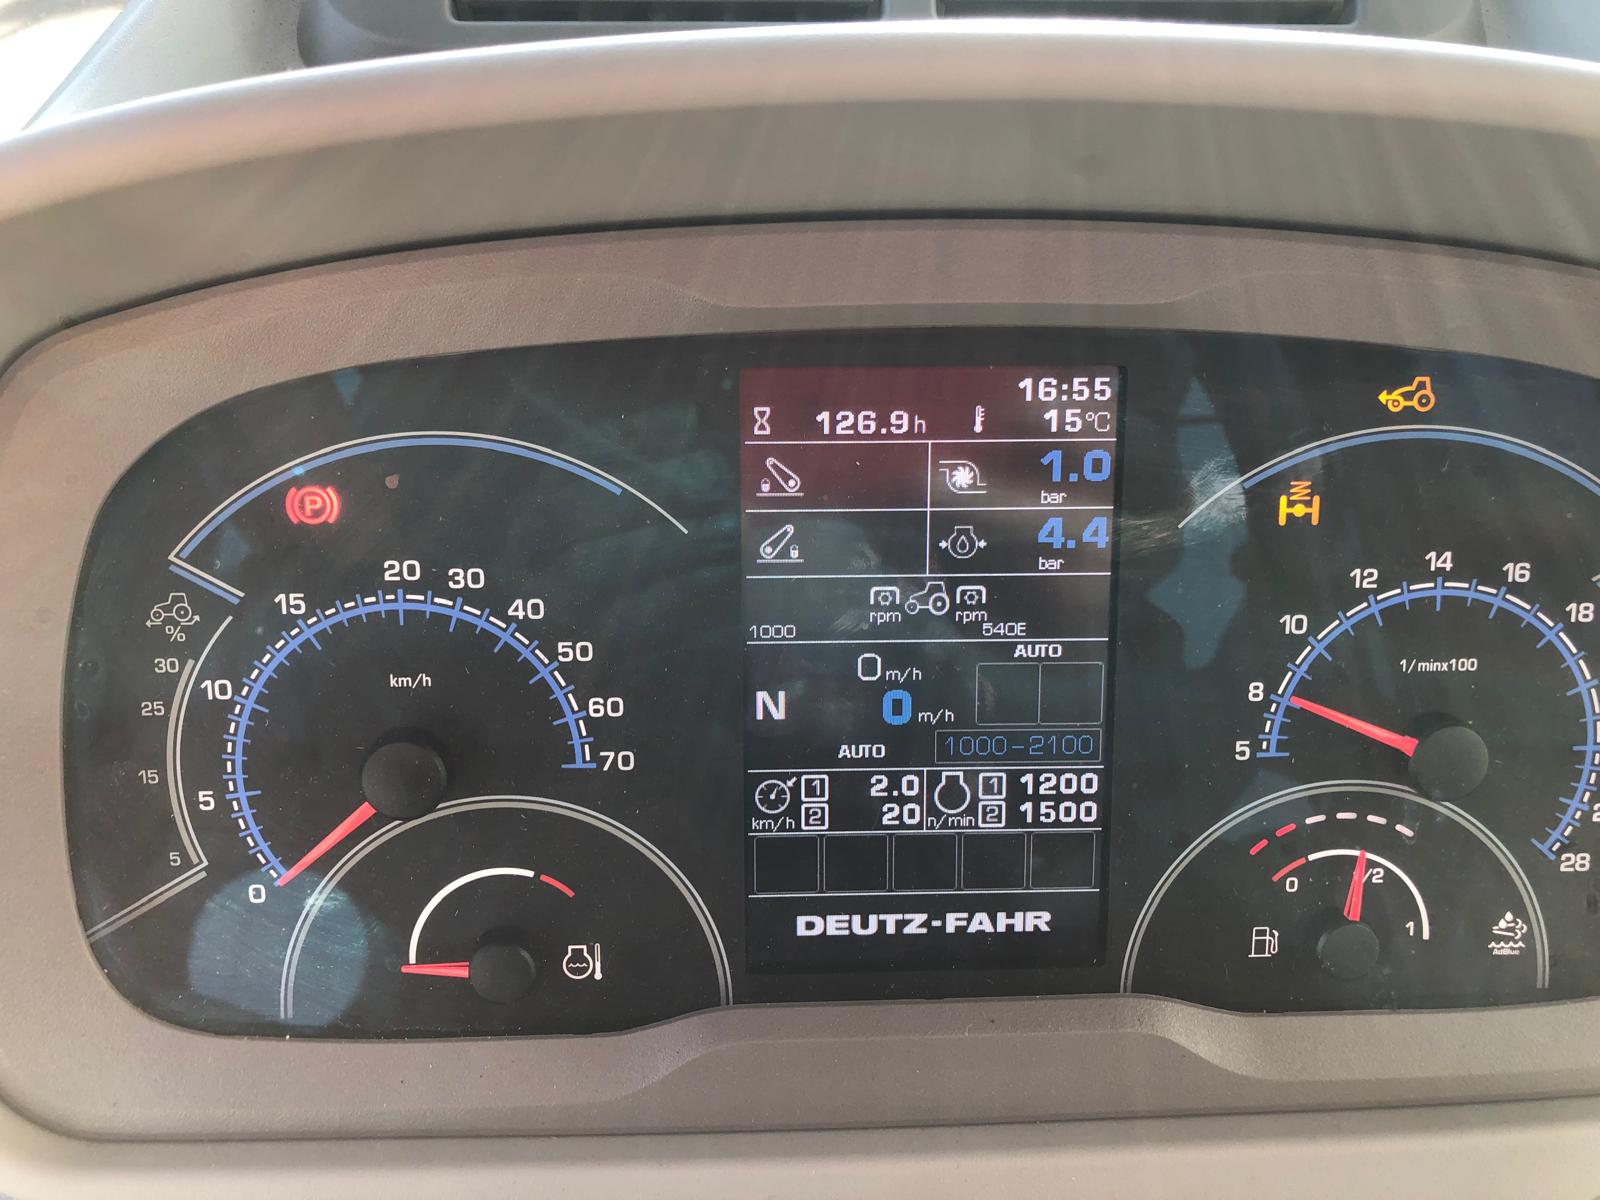 16:55
126.9h 15°C
1.0
bar
4.4
bar
rpm rpm
1000 540E
AUTO
0 m/h
N 0 m/h
AUTO 1000-2100
1 2.0 1 1200
km/h 2 20 n/min 2 1500
DEUTZ-FAHR
P
%
30
25
15
5
0
5
10
15
20
30
40
50
60
70
km/h
5
8
10
12
14
16
18
28
1/minx100
0
1/2
1
AdBlue